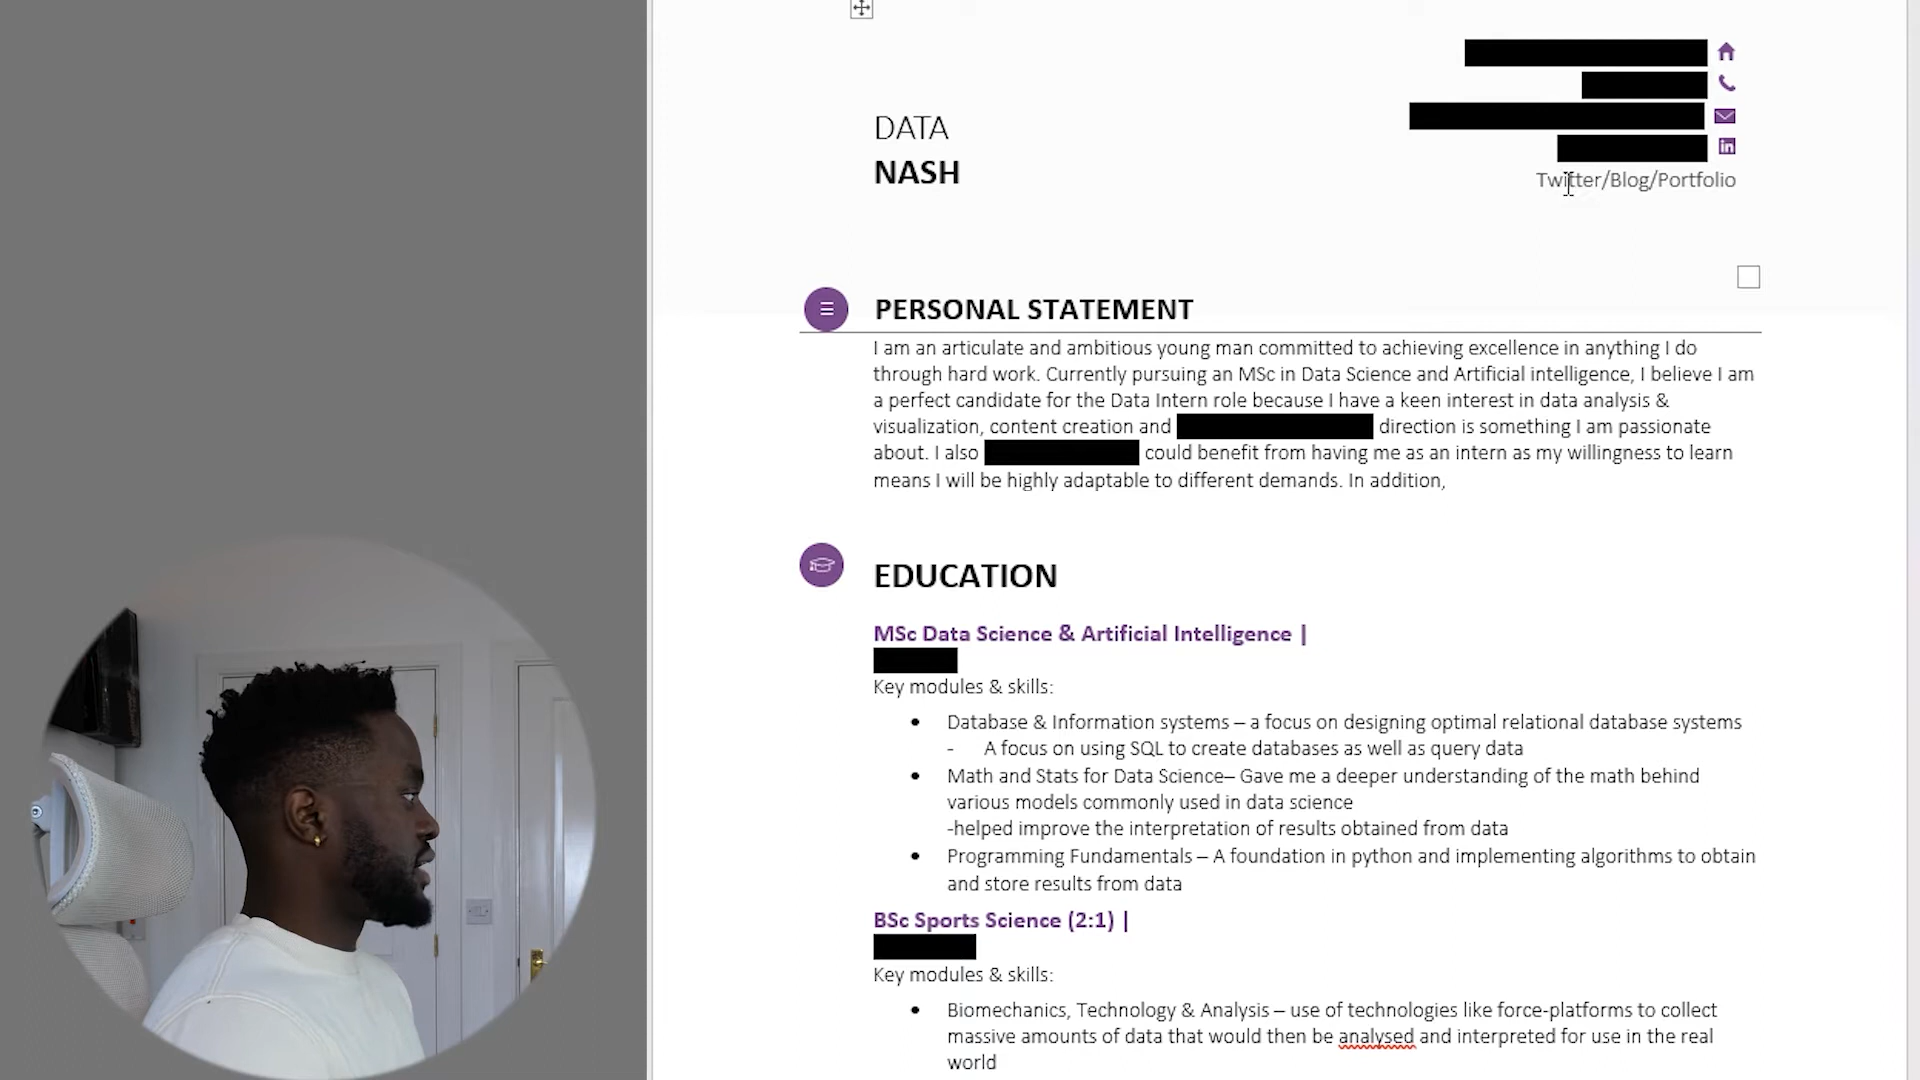 DATA
NASH
in
Twitter/Blog/Portfolio
PERSONAL STATEMENT
I am an articulate and ambitious young man committed to achieving excellence in anything I do
through hard work. Currently pursuing an MSc in Data Science and Artificial intelligence, I believe I am
a perfect candidate for the Data Intern role because I have a keen interest in data analysis &
visualization, content creation and direction is something I am passionate
about. I also could benefit from having me as an intern as my willingness to learn
means I will be highly adaptable to different demands. In addition,
EDUCATION
MSc Data Science & Artificial Intelligence |
Key modules & skills:
• Database & Information systems – a focus on designing optimal relational database systems
- A focus on using SQL to create databases as well as query data
• Math and Stats for Data Science– Gave me a deeper understanding of the math behind
various models commonly used in data science
-helped improve the interpretation of results obtained from data
• Programming Fundamentals – A foundation in python and implementing algorithms to obtain
and store results from data
BSc Sports Science (2:1) |
Key modules & skills:
• Biomechanics, Technology & Analysis – use of technologies like force-platforms to collect
massive amounts of data that would then be analysed and interpreted for use in the real
world